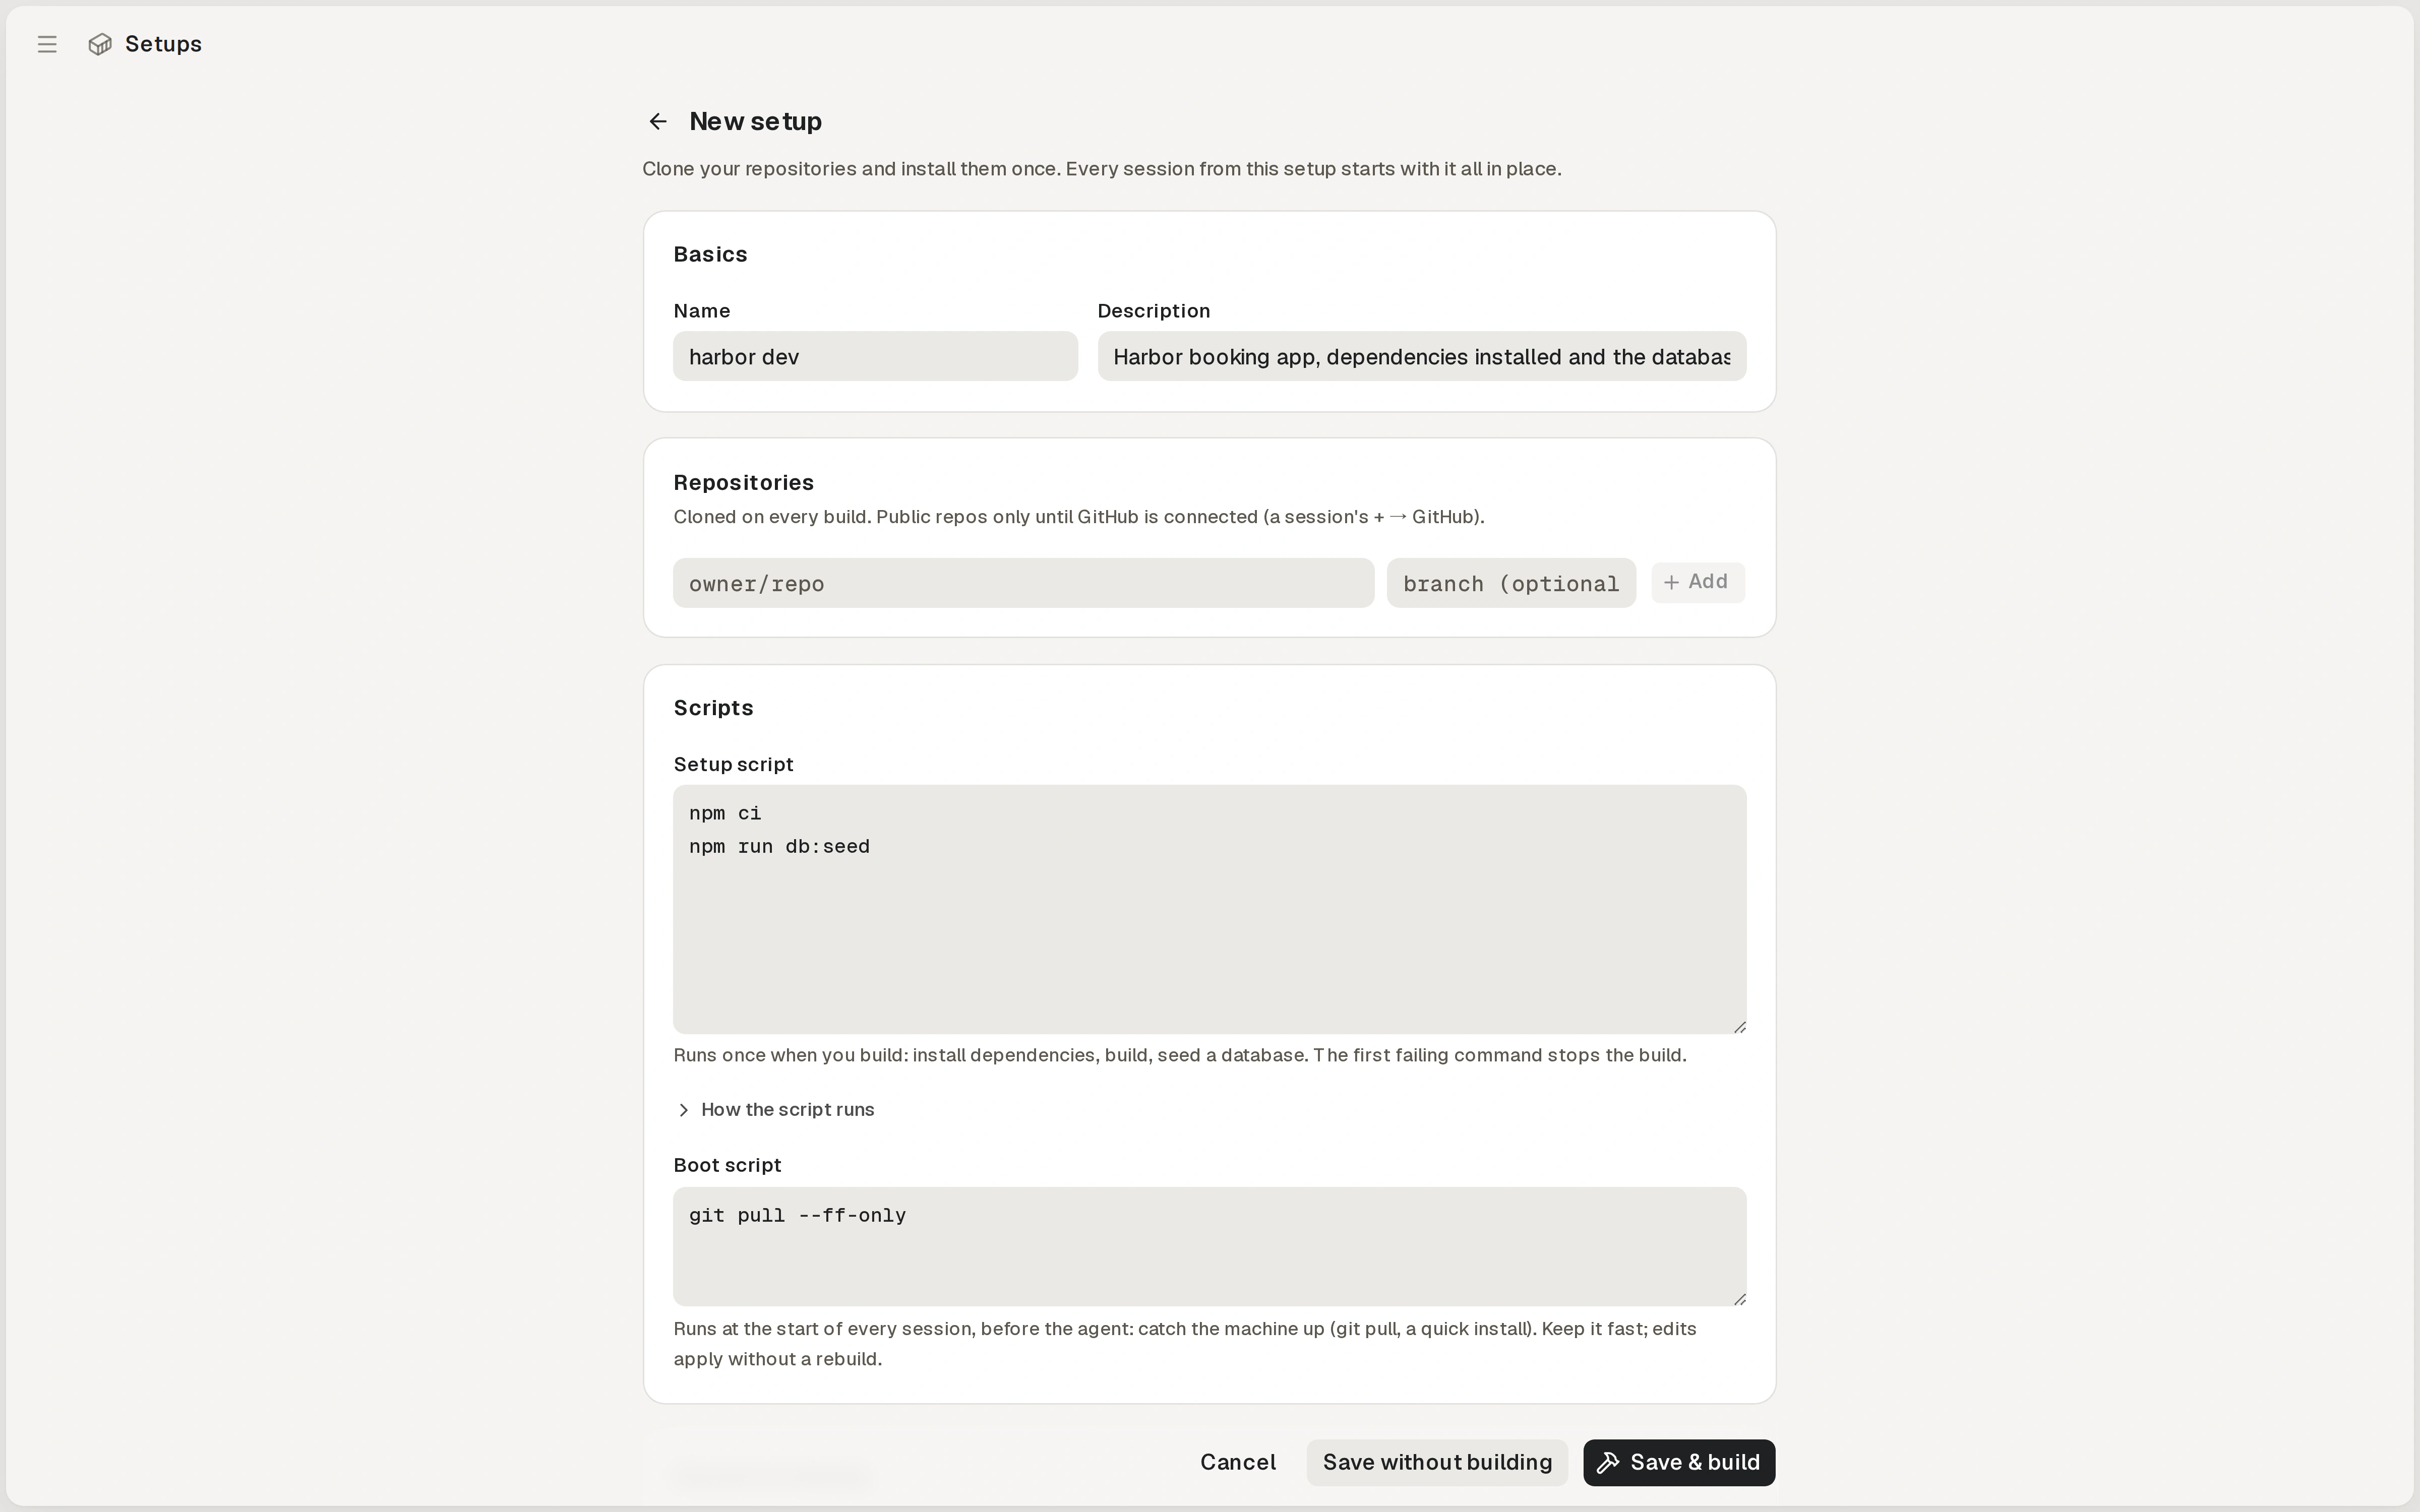 Setups
New setup
Clone your repositories and install them once. Every session from this setup starts with it all in place.
Basics
Name
Description
harbor dev
Harbor booking app, dependencies installed and the databas
Repositories
Cloned on every build. Public repos only until GitHub is connected (a session's + → GitHub).
owner/repo
branch (optional
+ Add
Scripts
Setup script
npm ci
npm run db:seed
Runs once when you build: install dependencies, build, seed a database. The first failing command stops the build.
How the script runs
Boot script
git pull --ff-only
Runs at the start of every session, before the agent: catch the machine up (git pull, a quick install). Keep it fast; edits
apply without a rebuild.
Cancel
Save without building
Save & build